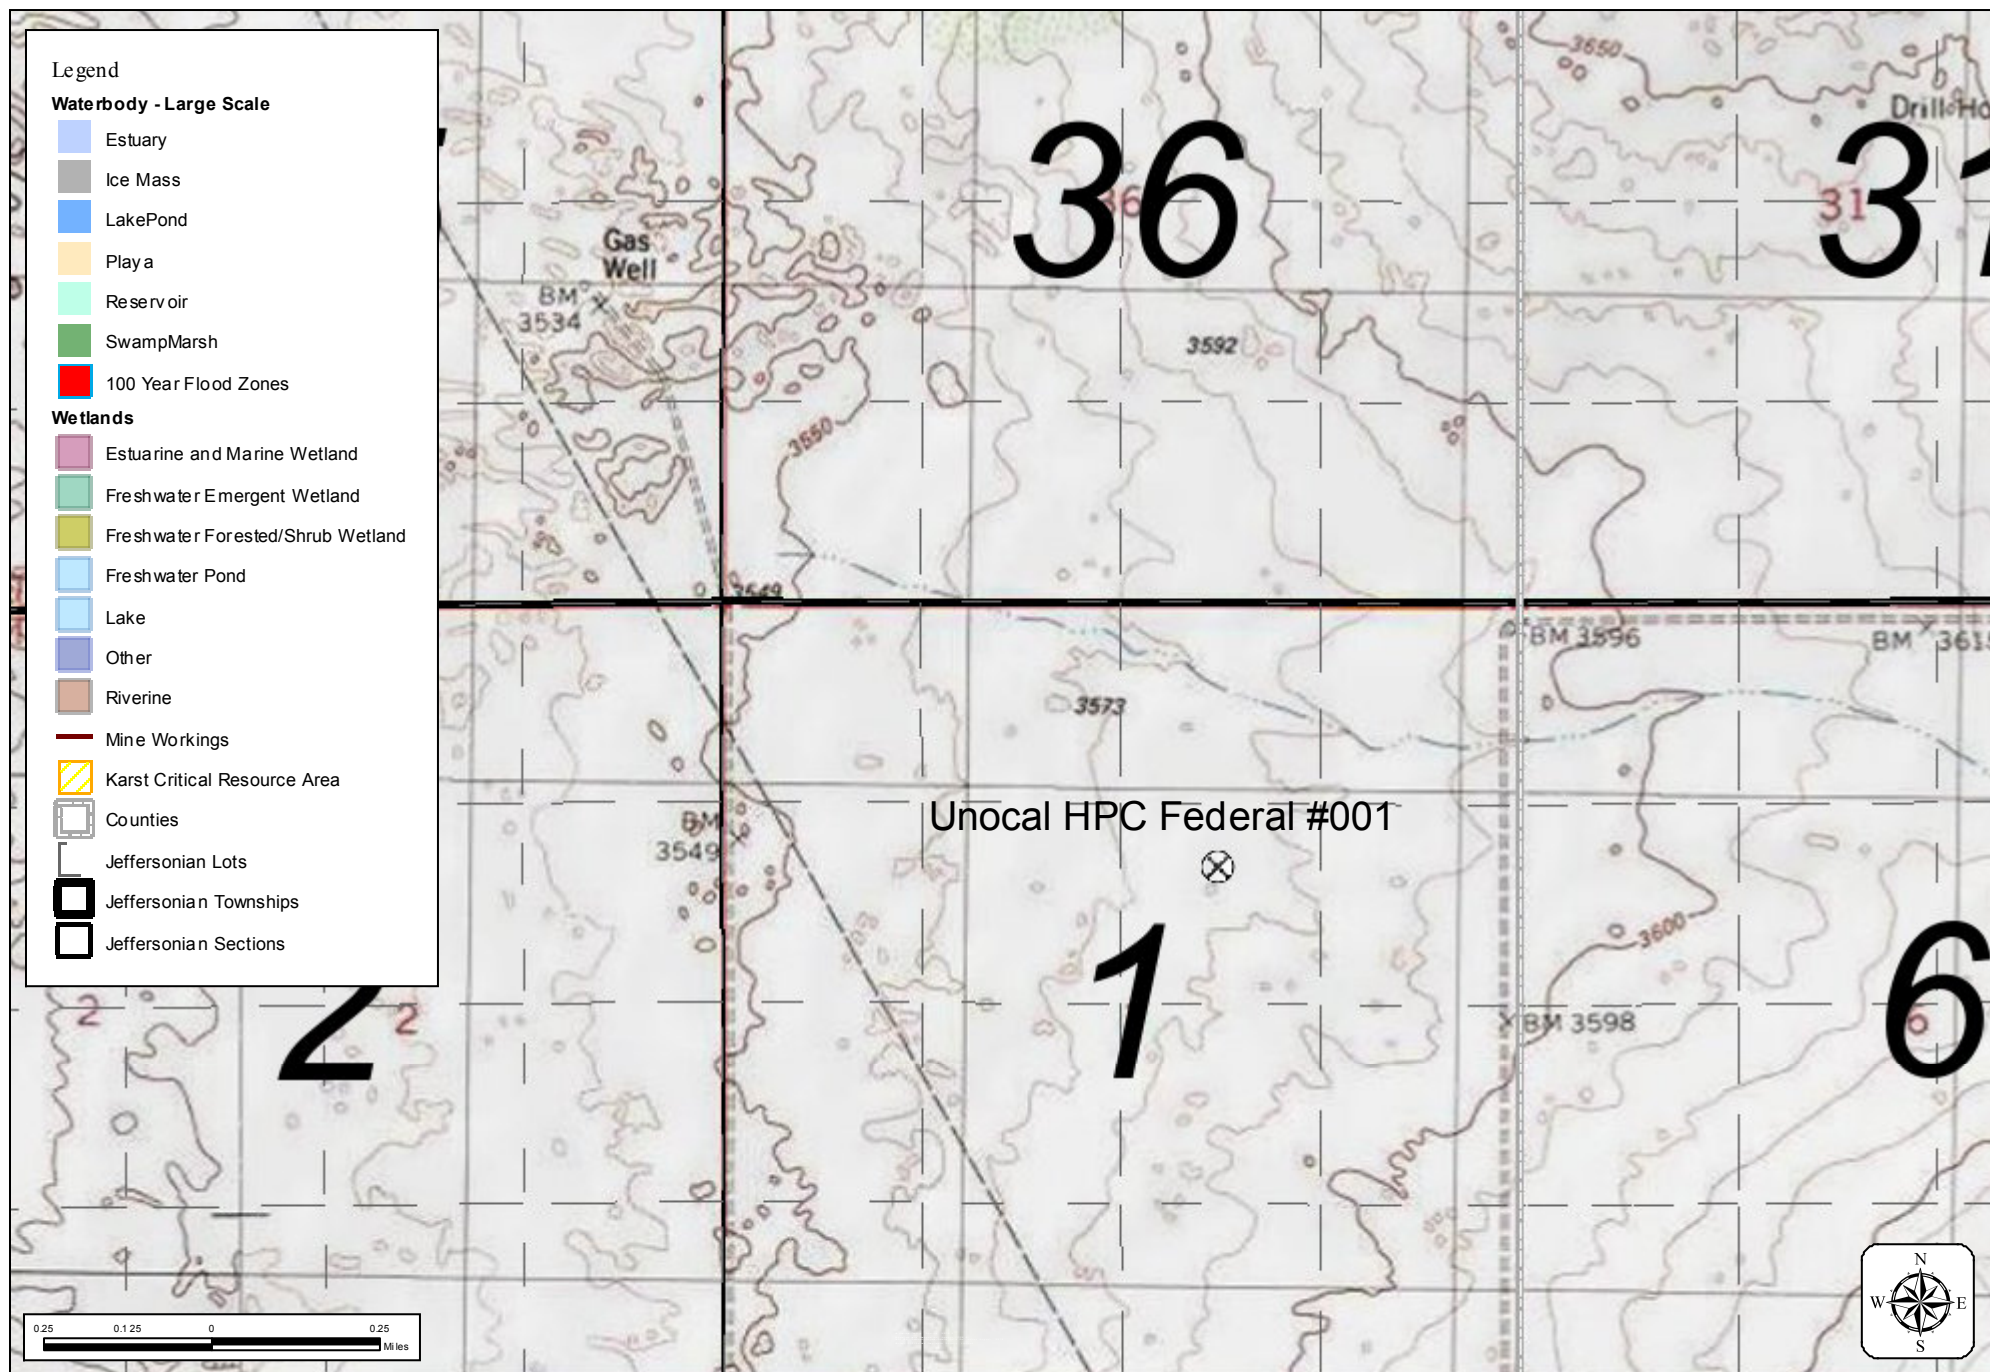 Legend
Waterbody - Large Scale
Estuary
Ice Mass
LakePond
Playa
Reservoir
SwampMarsh
100 Year Flood Zones
Wetlands
Estuarine and Marine Wetland
Freshwater Emergent Wetland
Freshwater Forested/Shrub Wetland
Freshwater Pond
Lake
Other
Riverine
Mine Workings
Karst Critical Resource Area
Counties
Jeffersonian Lots
Jeffersonian Townships
Jeffersonian Sections
3650
36
31
31
Gas
Well
BM
3534
3592
3550
3549
BM 3596
BM 3615
3573
Unocal HPC Federal #001
BM
3549
3600
1
6
6
BM 3598
2
2
2
0.25 0.125 0 0.25
Miles
N
W E
S